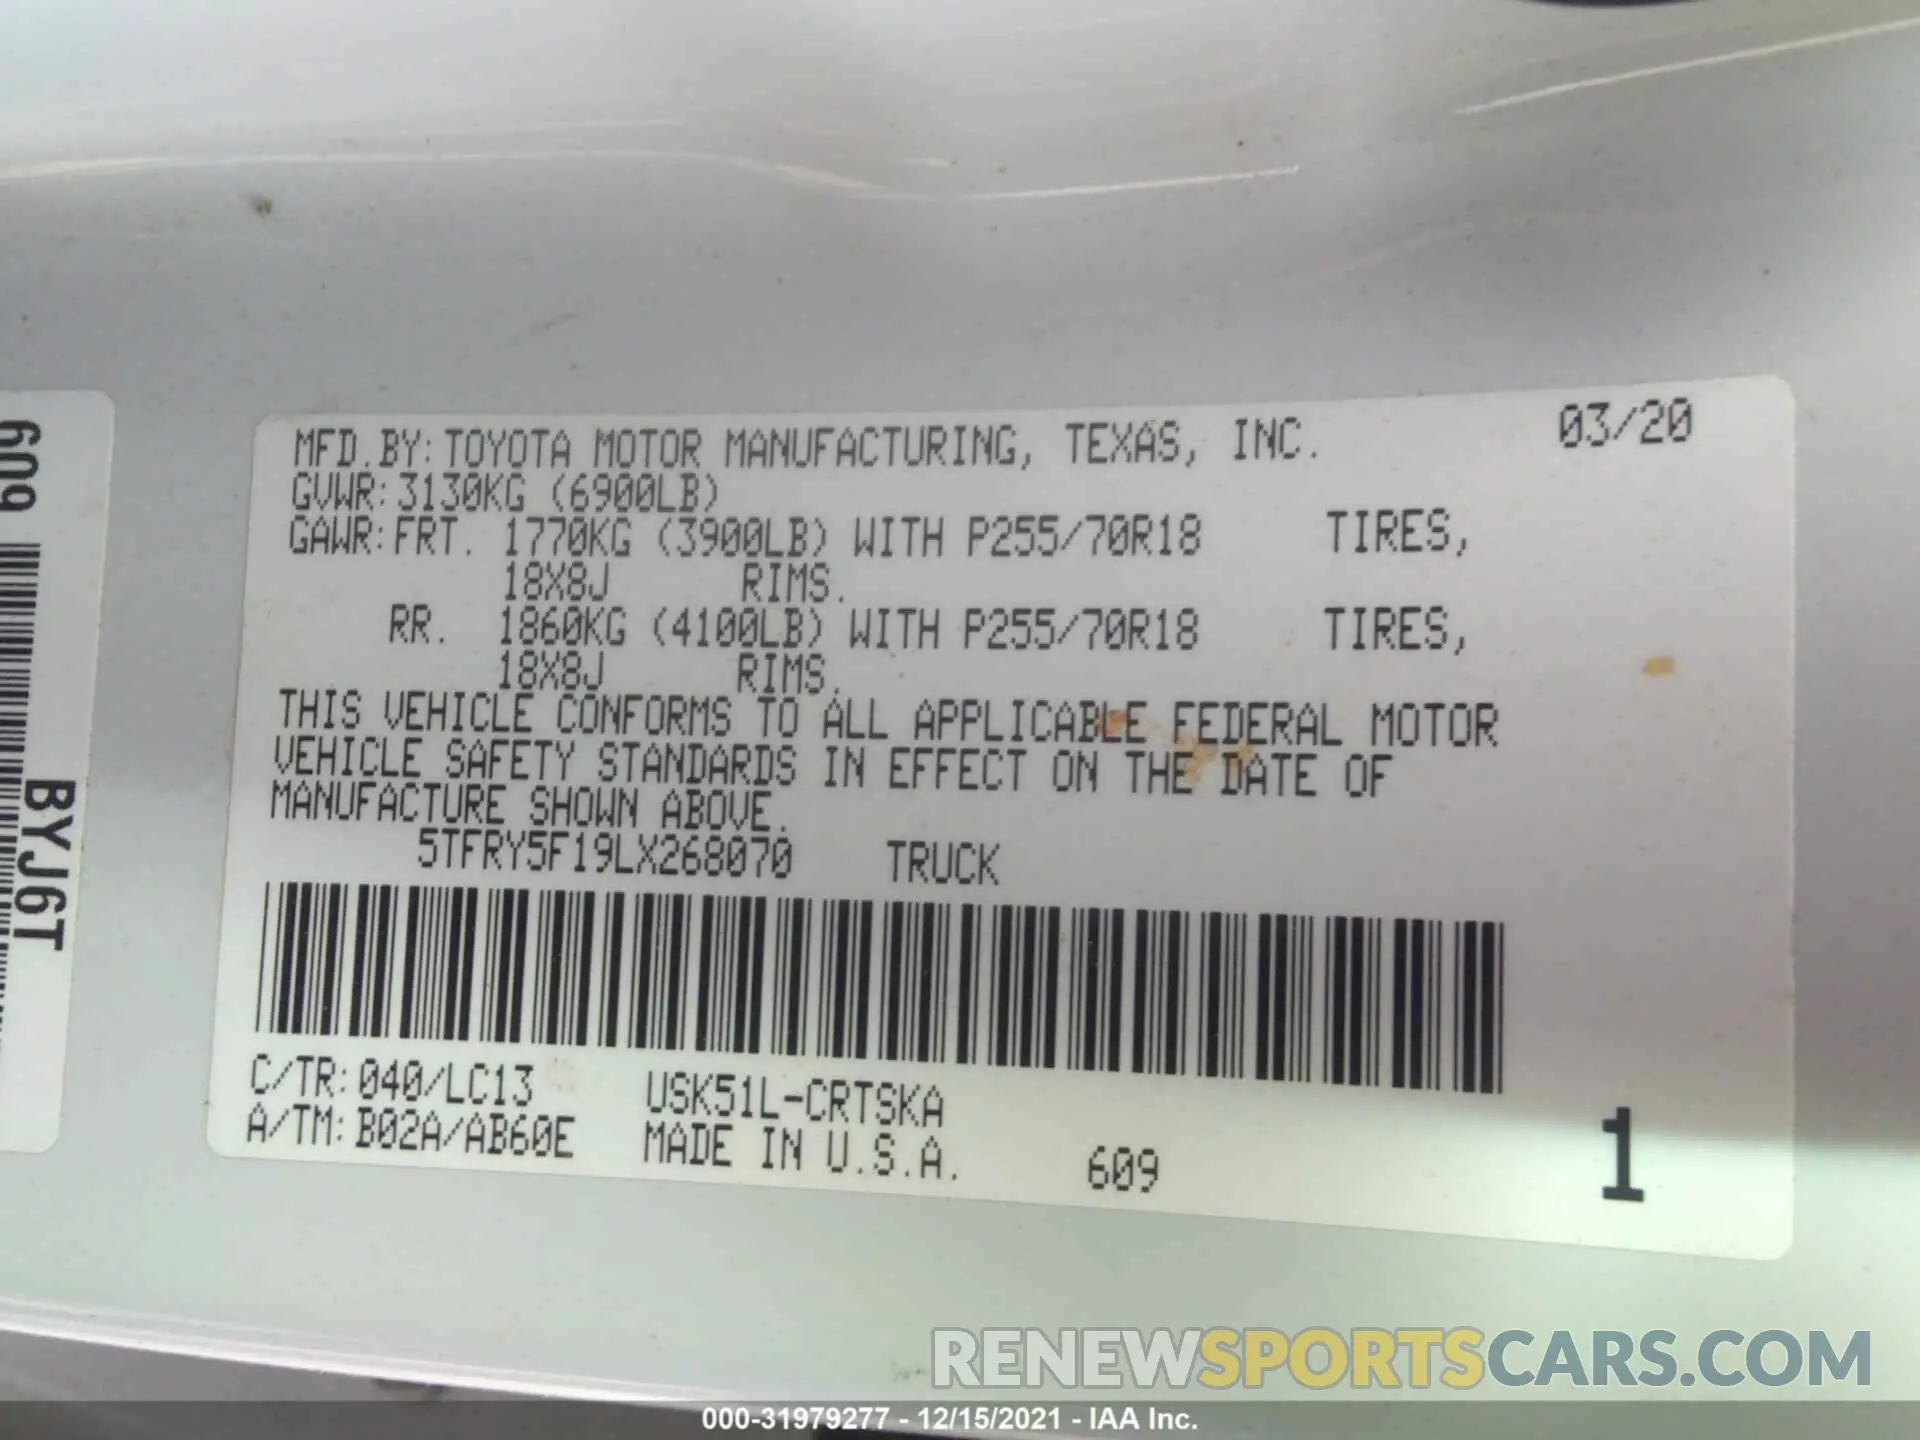 MFD.BY: TOYOTA MOTOR MANUFACTURING, TEXAS, INC. 03/20
GVWR: 3130KG (6900LB)
GAWR: FRT. 1770KG (3900LB) WITH P255/70R18 TIRES,
18X8J RIMS.
RR. 1860KG (4100LB) WITH P255/70R18 TIRES,
18X8J RIMS.
THIS VEHICLE CONFORMS TO ALL APPLICABLE FEDERAL MOTOR
VEHICLE SAFETY STANDARDS IN EFFECT ON THE DATE OF
MANUFACTURE SHOWN ABOVE.
5TFRY5F19LX268070 TRUCK
C/TR: 040/LC13 USK51L-CRTSKA
A/TM: B02A/AB60E MADE IN U.S.A. 609
1
609
BYJ6T
RENEWSPORTSCARS.COM
000-31979277 - 12/15/2021 - IAA Inc.